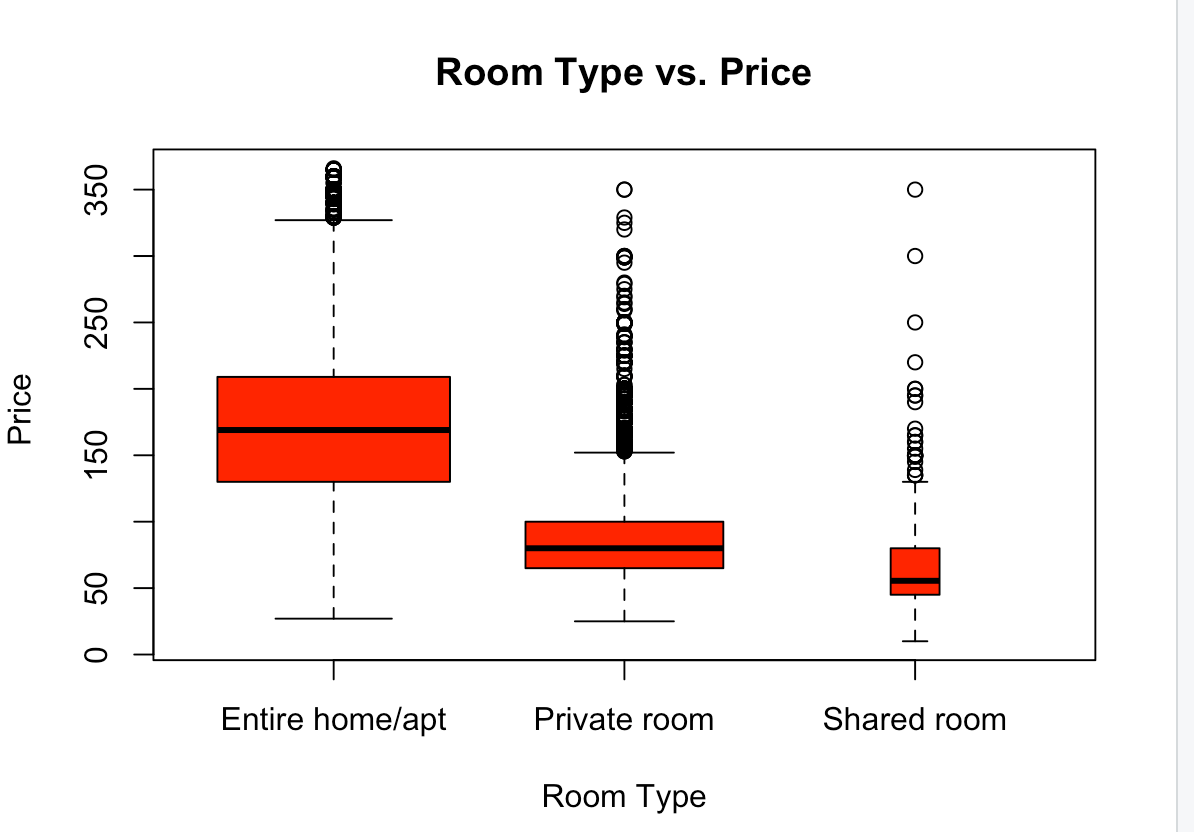 Room Type vs. Price
Price
350
250
150
50
0
Entire home/apt
Private room
Shared room
Room Type